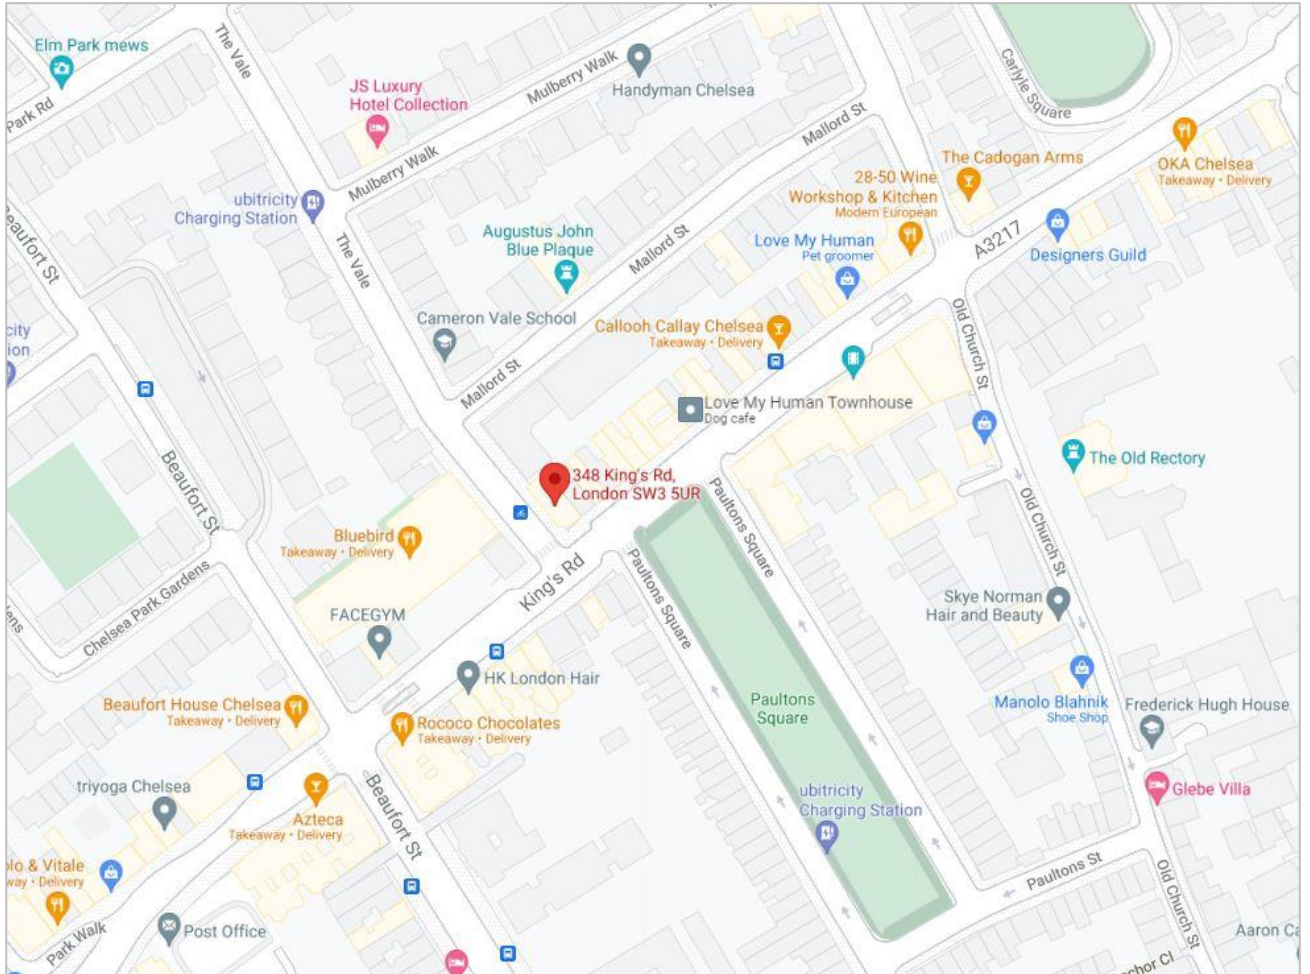 Elm Park mews
The Vale
Park Rd
JS Luxury
Hotel Collection
Mulberry Walk
Handyman Chelsea
Carlyle Square
Mulberry Walk
Mallord St
The Cadogan Arms
OKA Chelsea
Takeaway • Delivery
28-50 Wine
Workshop & Kitchen
Modern European
ubitricity
Charging Station
Augustus John
Blue Plaque
Mallord St
Love My Human
Pet groomer
A3217
Designers Guild
Beaufort St
The Vale
Cameron Vale School
Callooh Callay Chelsea
Takeaway • Delivery
Old Church St
Mallord St
Love My Human Townhouse
Dog cafe
The Old Rectory
Beaufort St
348 King's Rd,
London SW3 5UR
Paultons Square
Old Church St
Bluebird
Takeaway • Delivery
King's Rd
Paultons Square
Chelsea Park Gardens
FACEGYM
Skye Norman
Hair and Beauty
HK London Hair
Beaufort House Chelsea
Takeaway • Delivery
Rococo Chocolates
Takeaway • Delivery
Paultons
Square
Manolo Blahnik
Shoe Shop
Frederick Hugh House
triyoga Chelsea
Beaufort St
ubitricity
Charging Station
Glebe Villa
Azteca
Takeaway • Delivery
Paultons St
Old Church St
& Vitale
Delivery
Park Walk
Post Office
Aaron